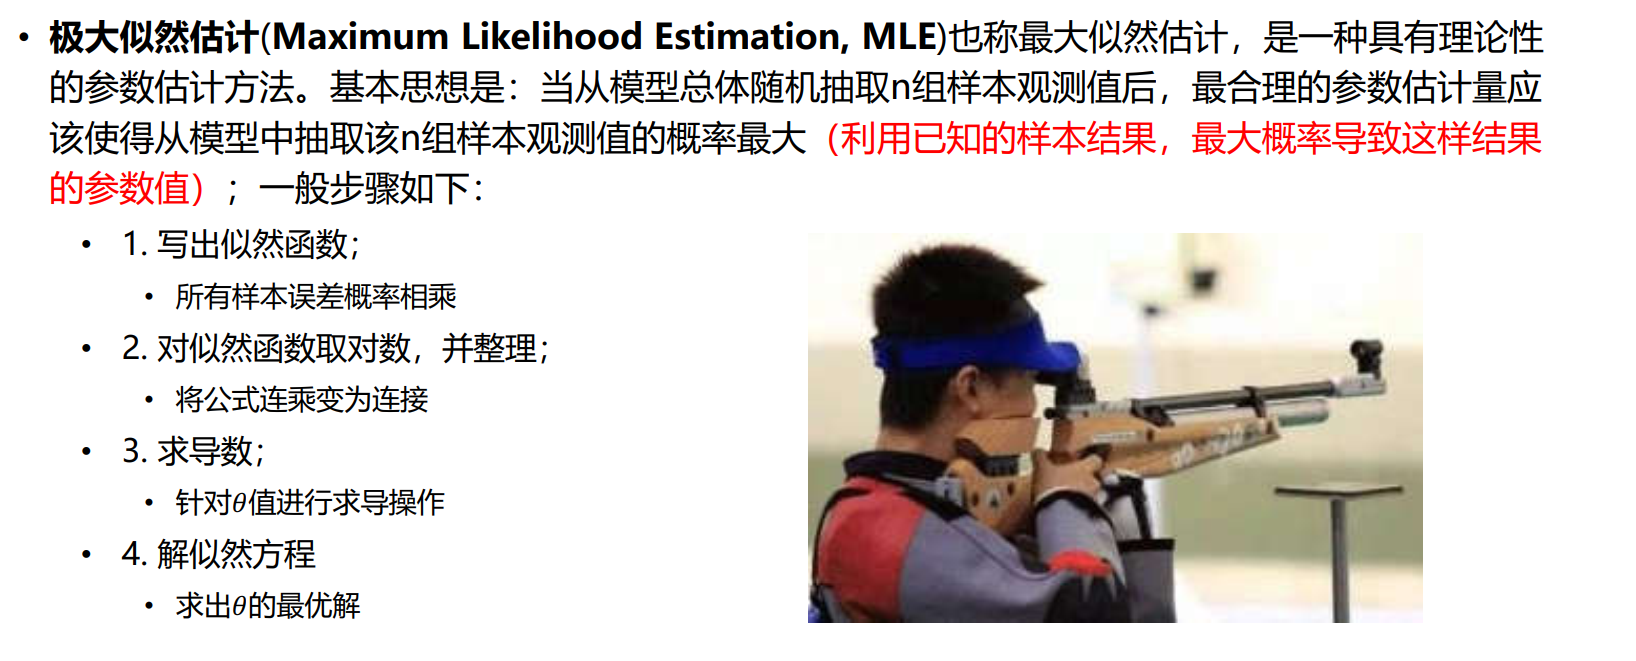 • 极大似然估计(Maximum Likelihood Estimation, MLE)也称最大似然估计，是一种具有理论性
的参数估计方法。基本思想是：当从模型总体随机抽取n组样本观测值后，最合理的参数估计量应
该使得从模型中抽取该n组样本观测值的概率最大（利用已知的样本结果，最大概率导致这样结果
的参数值）；一般步骤如下：
• 1. 写出似然函数；
• 所有样本误差概率相乘
• 2. 对似然函数取对数，并整理；
• 将公式连乘变为连接
• 3. 求导数；
• 针对θ值进行求导操作
• 4. 解似然方程
• 求出θ的最优解